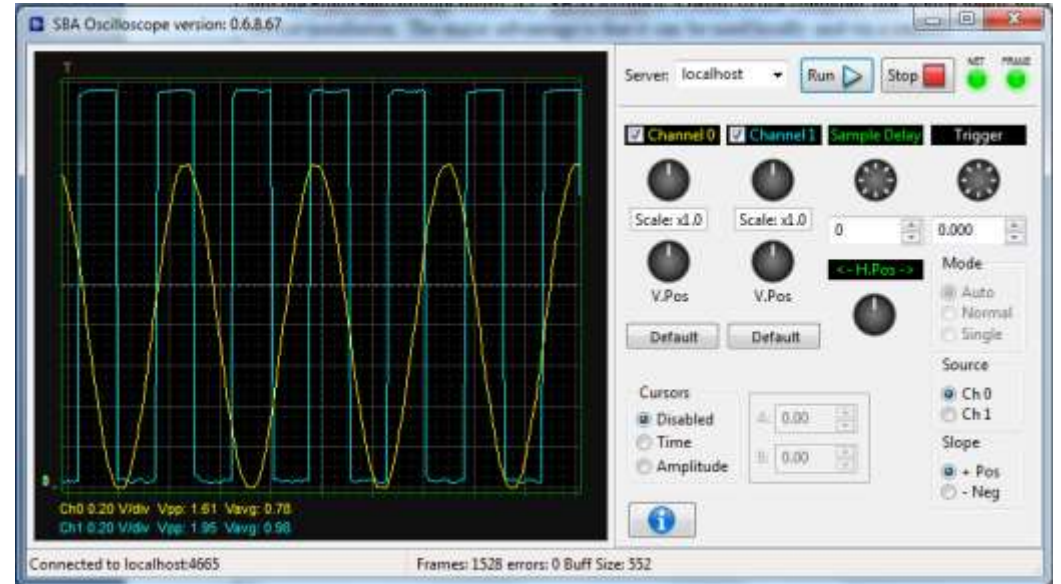 SBA Oscilloscope version: 0.6.8.67
T
Server: localhost Run Stop NET FRAME
Channel 0 Channel 1 Sample Delay Trigger
Scale: x1.0 Scale: x1.0 0 0.000
V.Pos V.Pos <- H.Pos ->
Default Default
Mode
Auto
Normal
Single
Source
Ch 0
Ch 1
Slope
+ Pos
- Neg
Cursors
Disabled
Time
Amplitude
A: 0.00
B: 0.00
Ch0 0.20 V/div Vpp: 1.61 Vavg: 0.78
Ch1 0.20 V/div Vpp: 1.95 Vavg: 0.98
Connected to localhost:4665 Frames: 1528 errors: 0 Buff Size: 552